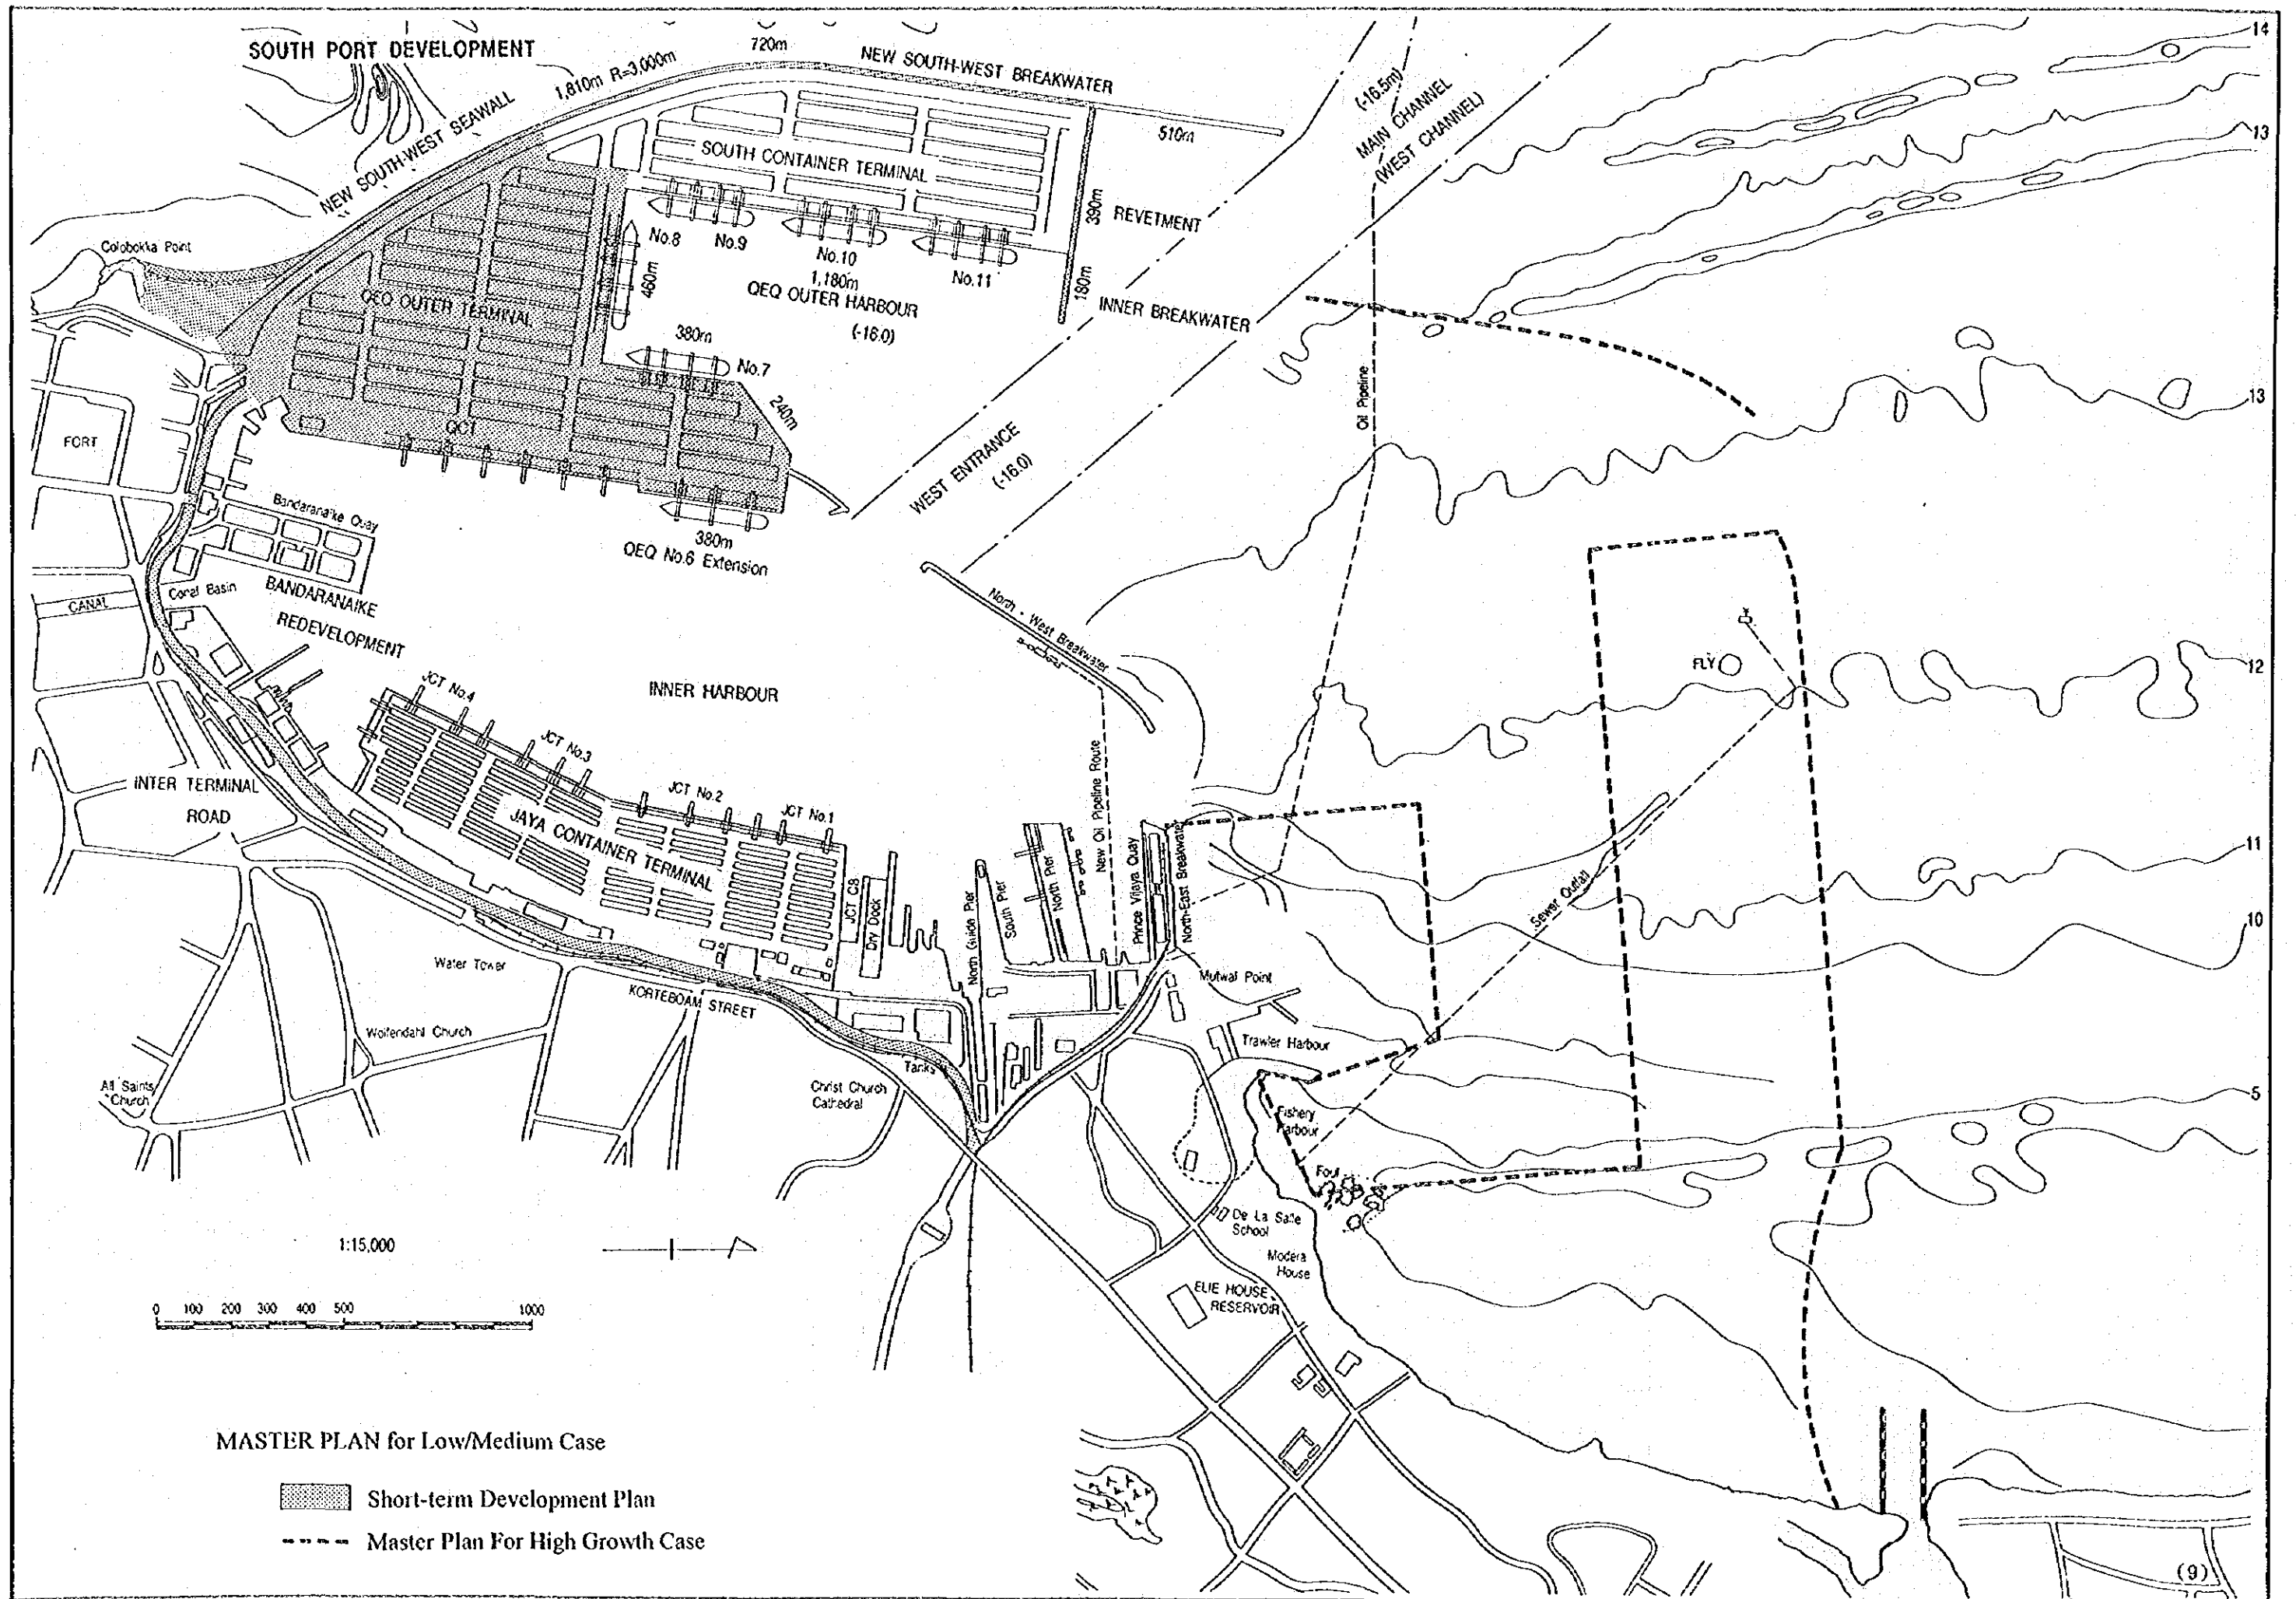 SOUTH PORT DEVELOPMENT
720m
NEW SOUTH-WEST BREAKWATER
1,810m R=3,000m
NEW SOUTH-WEST SEAWALL
510m
(-16.5m)
MAIN CHANNEL
(WEST CHANNEL)
14
13
SOUTH CONTAINER TERMINAL
390m
REVETMENT
180m
INNER BREAKWATER
Colobokka Point
No.8
No.9
No.10
No.11
1,180m
QEQ OUTER HARBOUR
(-16.0)
460m
QEQ OUTER TERMINAL
380m
No.7
240m
QCT
Oil Pipeline
13
FORT
WEST ENTRANCE
(-16.0)
Bandaranaike Quay
380m
QEQ No.6 Extension
CANAL
Canal Basin
BANDARANAIKE
REDEVELOPMENT
North - West Breakwater
FLY
12
INNER HARBOUR
JCT No.4
JCT No.3
JCT No.2
JCT No.1
New Oil Pipeline Route
INTER TERMINAL
ROAD
JAYA CONTAINER TERMINAL
JCT CB
Dry Dock
North Guide Pier
South Pier
North Pier
Prince Vijaya Quay
North-East Breakwater
11
Sewer Outfall
10
Water Tower
KORTEBOAM STREET
Mutwal Point
Wolfendahl Church
Trawler Harbour
All Saints
Church
Tanks
Christ Church
Cathedral
Fishery
Harbour
5
Foul
De La Salle
School
Modera
House
ELIE HOUSE
RESERVOIR
1:15,000
0 100 200 300 400 500 1000
MASTER PLAN for Low/Medium Case
Short-term Development Plan
Master Plan For High Growth Case
(9)